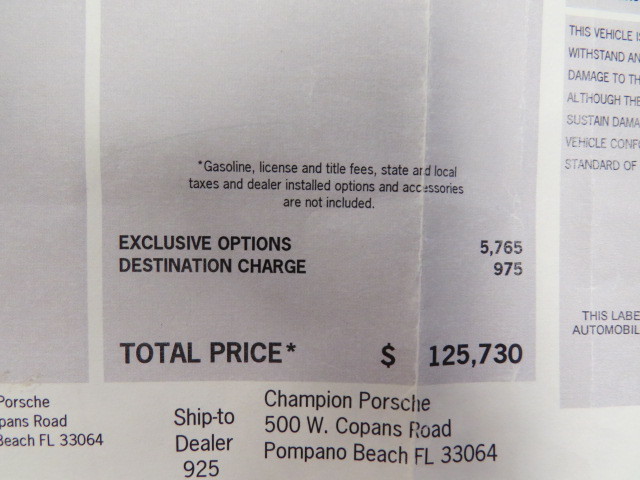 *Gasoline, license and title fees, state and local
taxes and dealer installed options and accessories
are not included.
EXCLUSIVE OPTIONS 5,765
DESTINATION CHARGE 975
TOTAL PRICE* $ 125,730
Porsche
pans Road
Beach FL 33064
Ship-to
Dealer
925
Champion Porsche
500 W. Copans Road
Pompano Beach FL 33064
THIS VEHICLE
WITHSTAND AN
DAMAGE TO TH
ALTHOUGH THE
SUSTAIN DAMA
VEHICLE CONF
STANDARD OF
THIS LABE
AUTOMOBIL